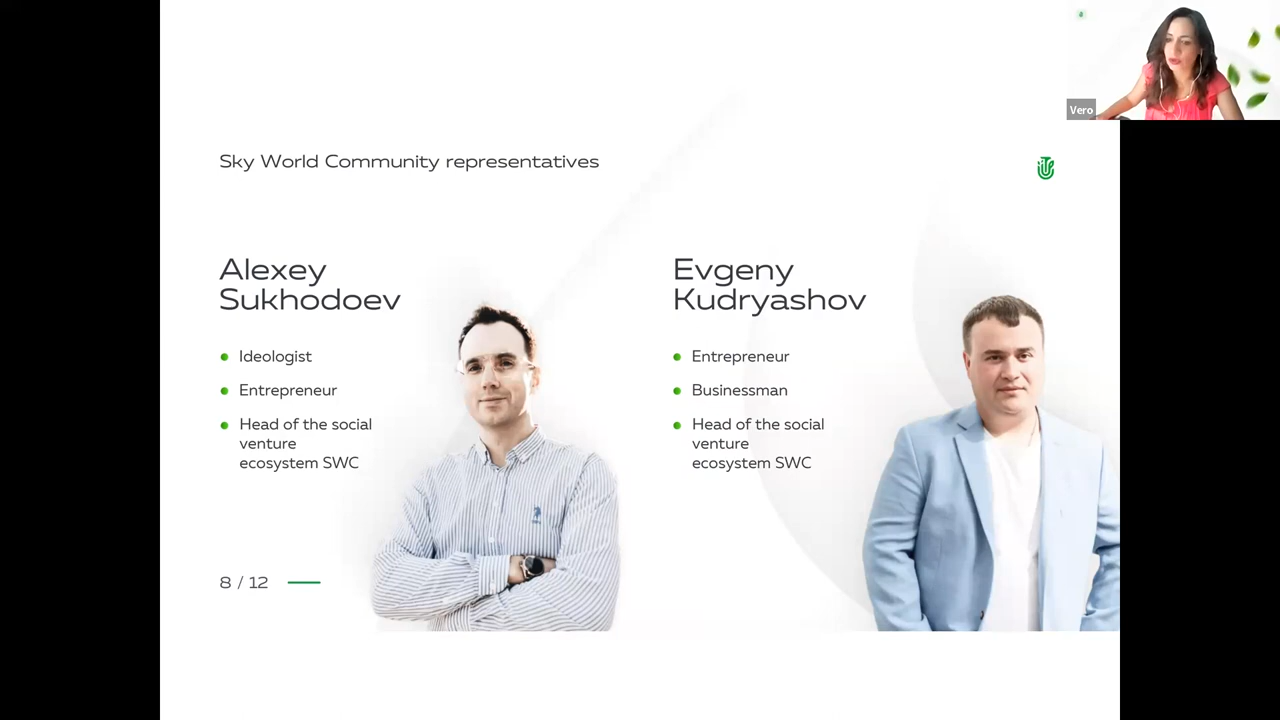 Vero
Sky World Community representatives
Alexey
Sukhodoev
Ideologist
Entrepreneur
Head of the social
venture
ecosystem SWC
Evgeny
Kudryashov
Entrepreneur
Businessman
Head of the social
venture
ecosystem SWC
8 / 12